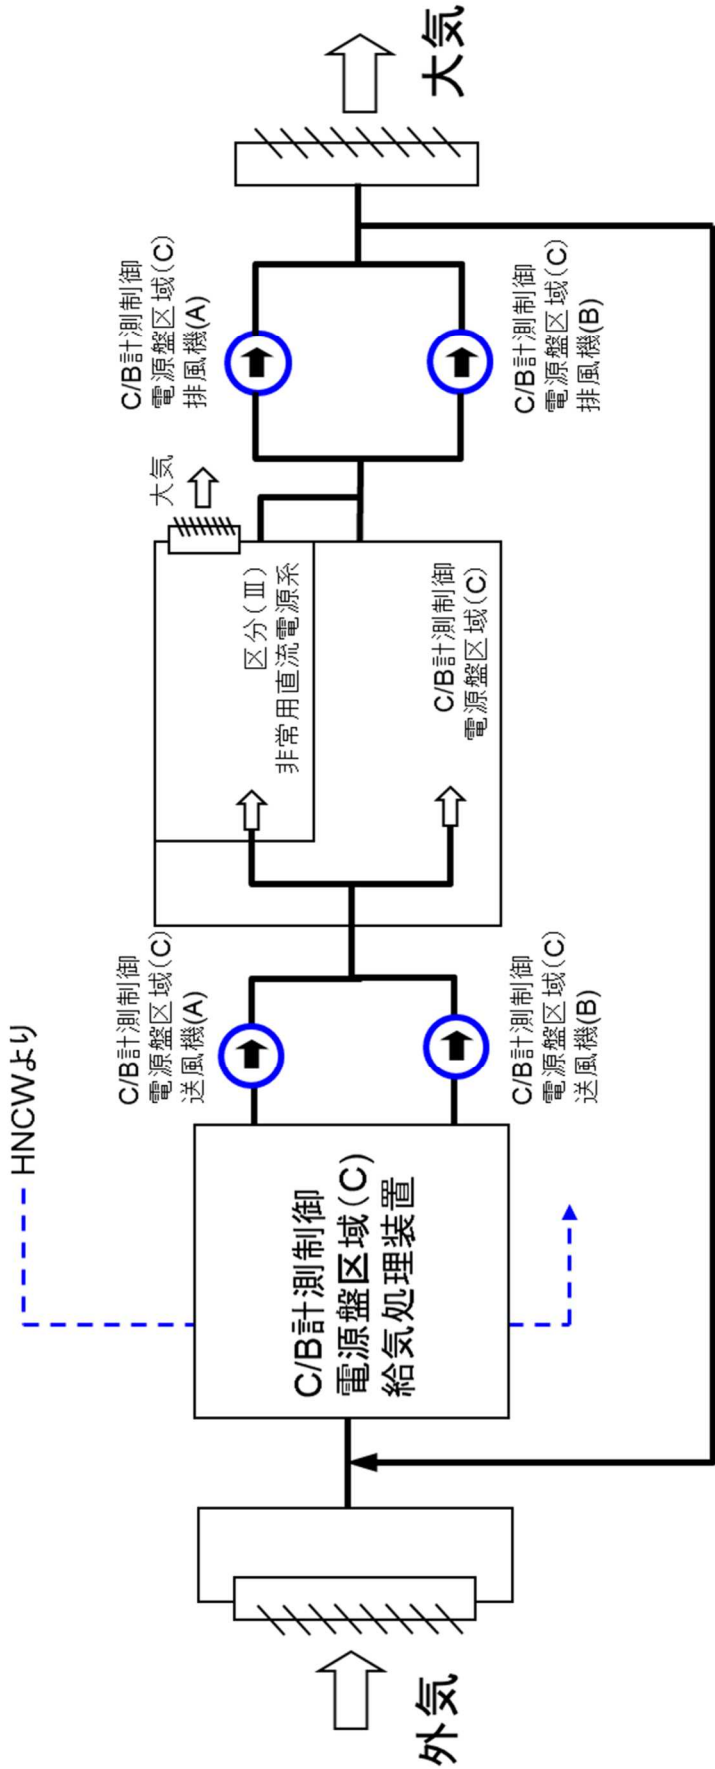 HNCWより
外気
C/B計測制御
電源盤区域(C)
給気処理装置
C/B計測制御
電源盤区域(C)
送風機(A)
C/B計測制御
電源盤区域(C)
送風機(B)
区分(Ⅲ)
非常用直流電源系
C/B計測制御
電源盤区域(C)
大気
C/B計測制御
電源盤区域(C)
排風機(A)
C/B計測制御
電源盤区域(C)
排風機(B)
大気